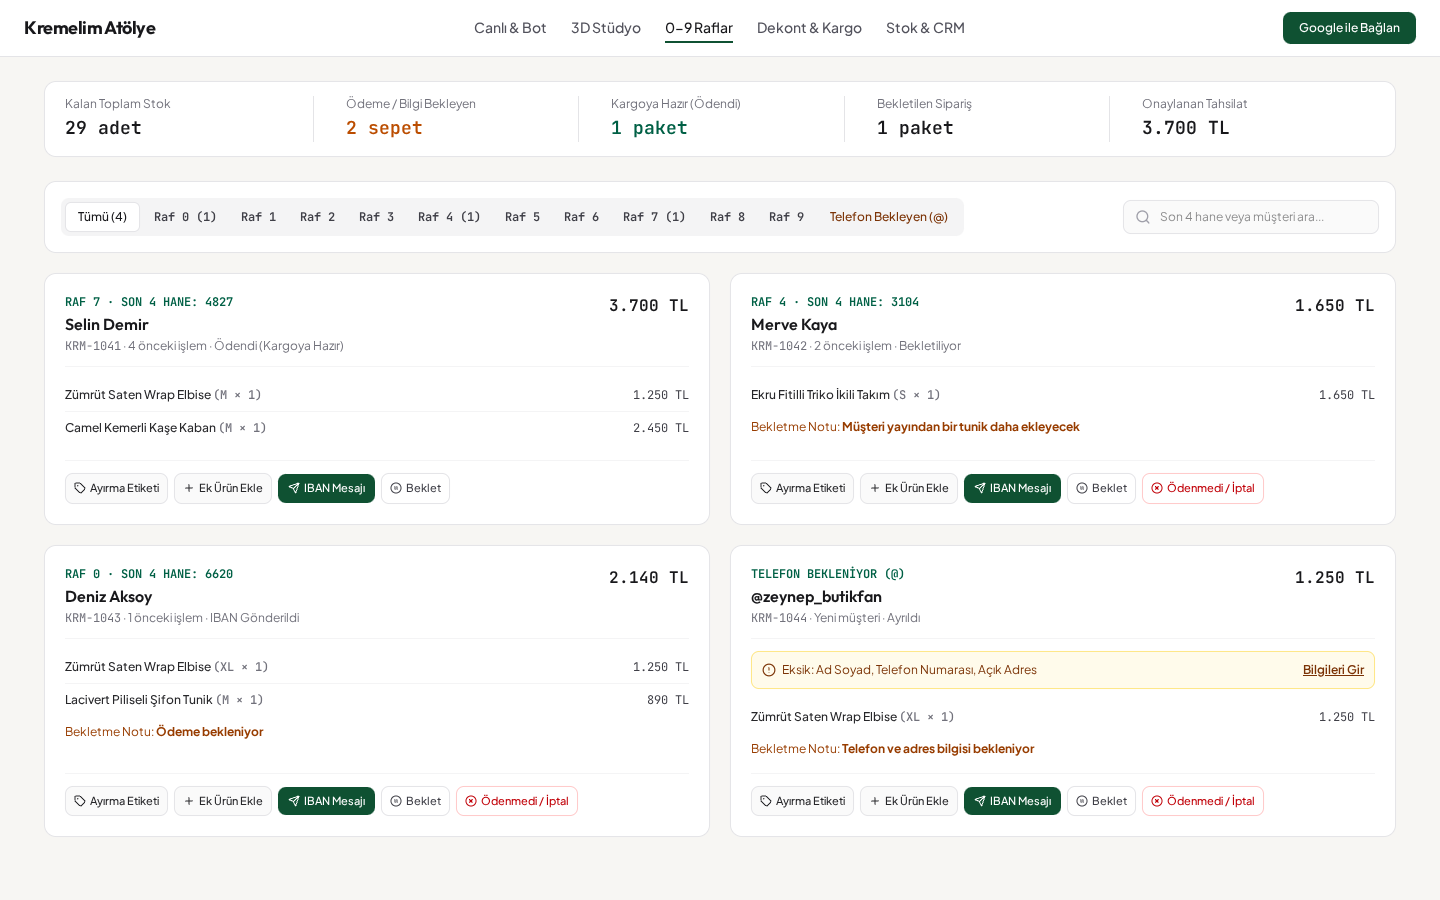 Kremelim Atölye
Canlı & Bot
3D Stüdyo
0–9 Raflar
Dekont & Kargo
Stok & CRM
Google ile Bağlan
Kalan Toplam Stok
29 adet
Ödeme / Bilgi Bekleyen
2 sepet
Kargoya Hazır (Ödendi)
1 paket
Bekletilen Sipariş
1 paket
Onaylanan Tahsilat
3.700 TL
Tümü (4)
Raf 0 (1)
Raf 1
Raf 2
Raf 3
Raf 4 (1)
Raf 5
Raf 6
Raf 7 (1)
Raf 8
Raf 9
Telefon Bekleyen (@)
Son 4 hane veya müşteri ara...
RAF 7 · SON 4 HANE: 4827
3.700 TL
Selin Demir
KRM-1041 · 4 önceki işlem · Ödendi (Kargoya Hazır)
Zümrüt Saten Wrap Elbise (M × 1)
1.250 TL
Camel Kemerli Kaşe Kaban (M × 1)
2.450 TL
Ayırma Etiketi
Ek Ürün Ekle
IBAN Mesajı
Beklet
RAF 4 · SON 4 HANE: 3104
1.650 TL
Merve Kaya
KRM-1042 · 2 önceki işlem · Bekletiliyor
Ekru Fitilli Triko İkili Takım (S × 1)
1.650 TL
Bekletme Notu: Müşteri yayından bir tunik daha ekleyecek
Ayırma Etiketi
Ek Ürün Ekle
IBAN Mesajı
Beklet
Ödenmedi / İptal
RAF 0 · SON 4 HANE: 6620
2.140 TL
Deniz Aksoy
KRM-1043 · 1 önceki işlem · IBAN Gönderildi
Zümrüt Saten Wrap Elbise (XL × 1)
1.250 TL
Lacivert Piliseli Şifon Tunik (M × 1)
890 TL
Bekletme Notu: Ödeme bekleniyor
Ayırma Etiketi
Ek Ürün Ekle
IBAN Mesajı
Beklet
Ödenmedi / İptal
TELEFON BEKLENİYOR (@)
1.250 TL
@zeynep_butikfan
KRM-1044 · Yeni müşteri · Ayrıldı
Eksik: Ad Soyad, Telefon Numarası, Açık Adres
Bilgileri Gir
Zümrüt Saten Wrap Elbise (XL × 1)
1.250 TL
Bekletme Notu: Telefon ve adres bilgisi bekleniyor
Ayırma Etiketi
Ek Ürün Ekle
IBAN Mesajı
Beklet
Ödenmedi / İptal